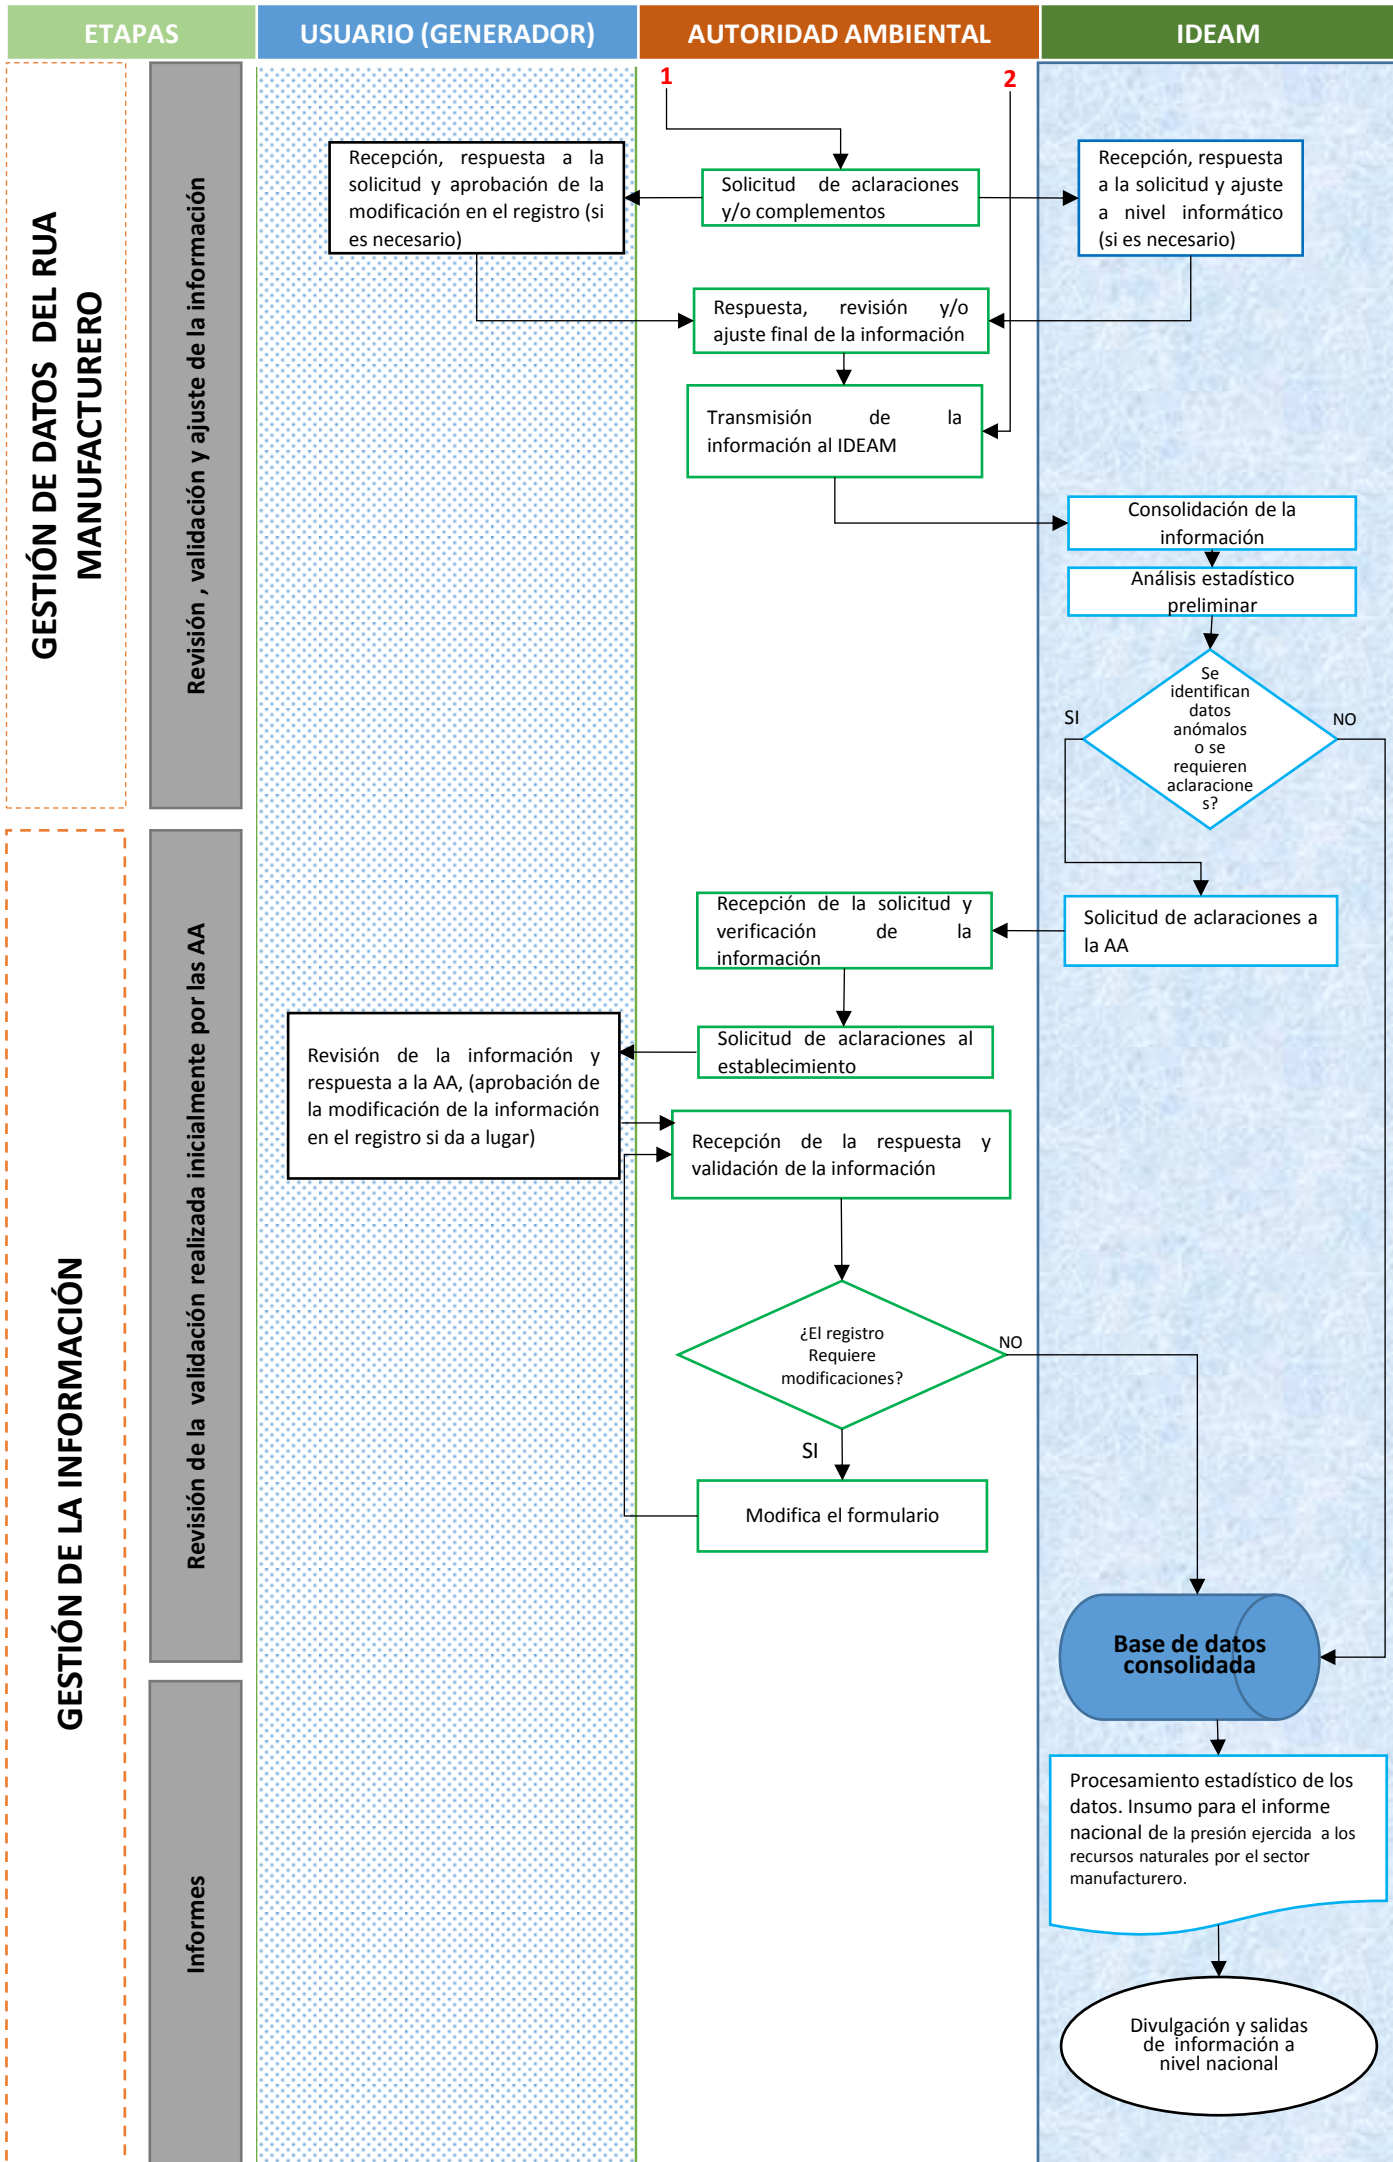 ETAPAS
USUARIO (GENERADOR)
AUTORIDAD AMBIENTAL
IDEAM
GESTIÓN DE DATOS DEL RUA
MANUFACTURERO
Revisión , validación y ajuste de la información
1
2
Recepción, respuesta a la
solicitud y aprobación de la
modificación en el registro (si
es necesario)
Solicitud de aclaraciones
y/o complementos
Recepción, respuesta
a la solicitud y ajuste
a nivel informático
(si es necesario)
Respuesta, revisión y/o
ajuste final de la información
Transmisión de la
información al IDEAM
Consolidación de la
información
Análisis estadístico
preliminar
Se
identifican
datos
anómalos
o se
requieren
aclaracione
s?
SI
NO
GESTIÓN DE LA INFORMACIÓN
Revisión de la validación realizada inicialmente por las AA
Recepción de la solicitud y
verificación de la
información
Solicitud de aclaraciones a
la AA
Solicitud de aclaraciones al
establecimiento
Revisión de la información y
respuesta a la AA, (aprobación de
la modificación de la información
en el registro si da a lugar)
Recepción de la respuesta y
validación de la información
¿El registro
Requiere
modificaciones?
NO
SI
Modifica el formulario
Base de datos
consolidada
Informes
Procesamiento estadístico de los
datos. Insumo para el informe
nacional de la presión ejercida a los
recursos naturales por el sector
manufacturero.
Divulgación y salidas
de información a
nivel nacional